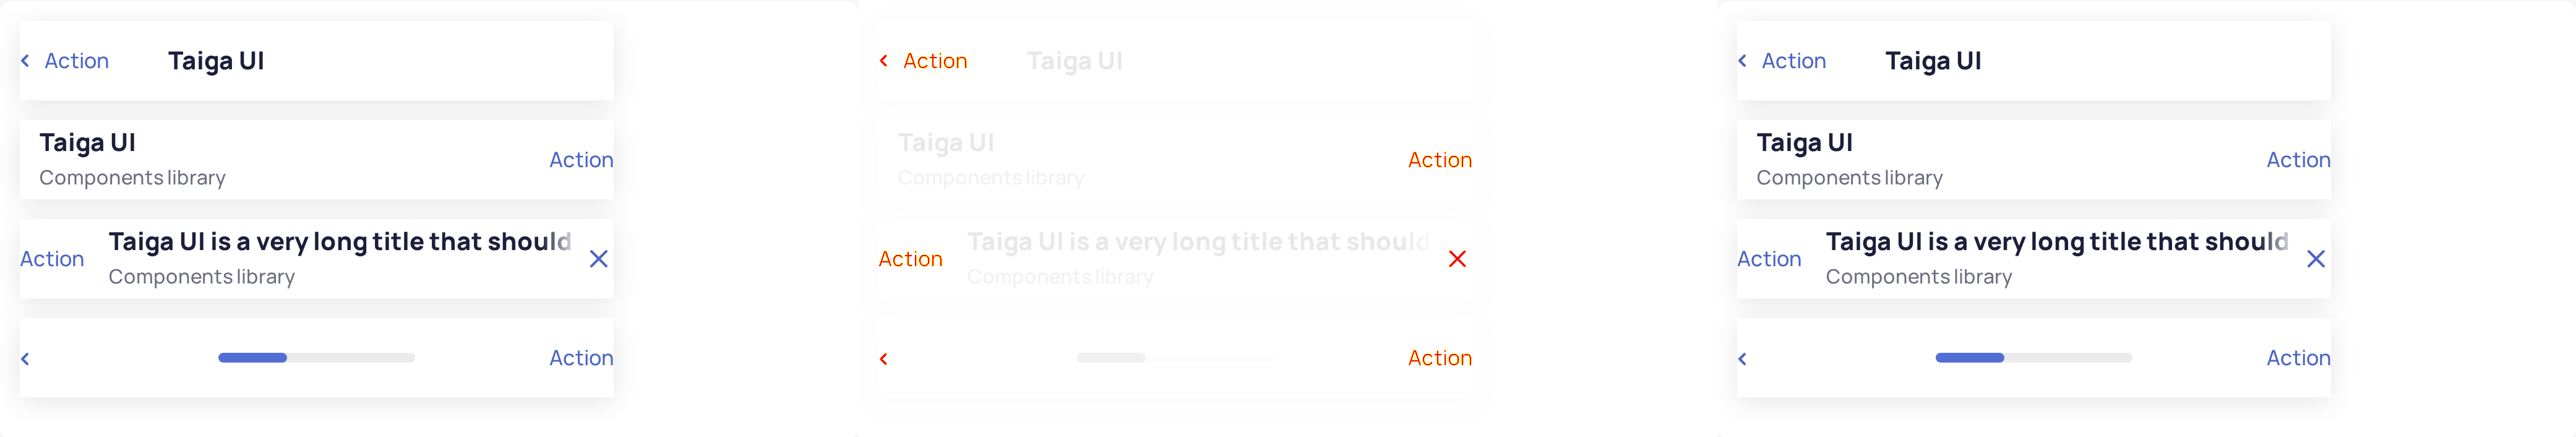 Action Taiga UI
Taiga UI
Components library
Action
Action
Taiga UI is a very long title that should
Components library
Action
Action Taiga UI
Taiga UI
Components library
Action
Action
Taiga UI is a very long title that should
Components library
Action
Action Taiga UI
Taiga UI
Components library
Action
Action
Taiga UI is a very long title that should
Components library
Action